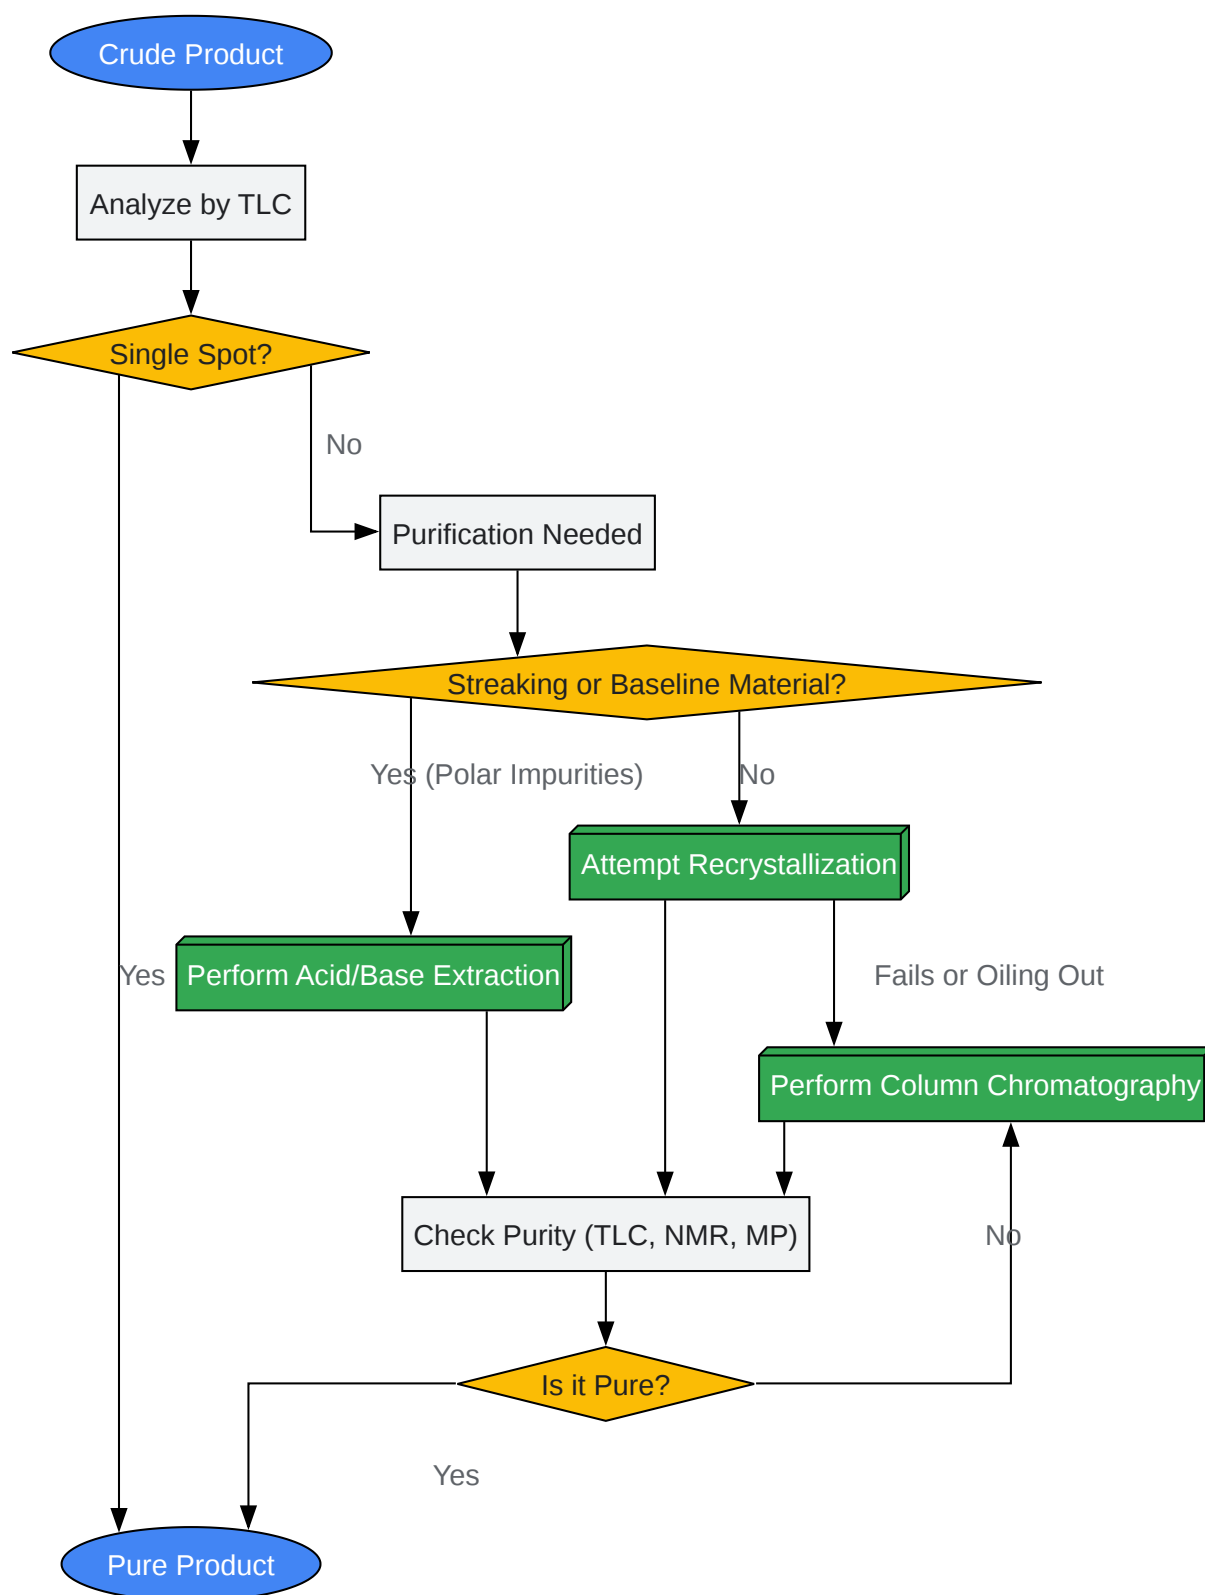 Crude Product
Analyze by TLC
Single Spot?
No
Purification Needed
Streaking or Baseline Material?
Yes (Polar Impurities)
No
Attempt Recrystallization
Yes
Perform Acid/Base Extraction
Fails or Oiling Out
Perform Column Chromatography
Check Purity (TLC, NMR, MP)
No
Is it Pure?
Yes
Pure Product